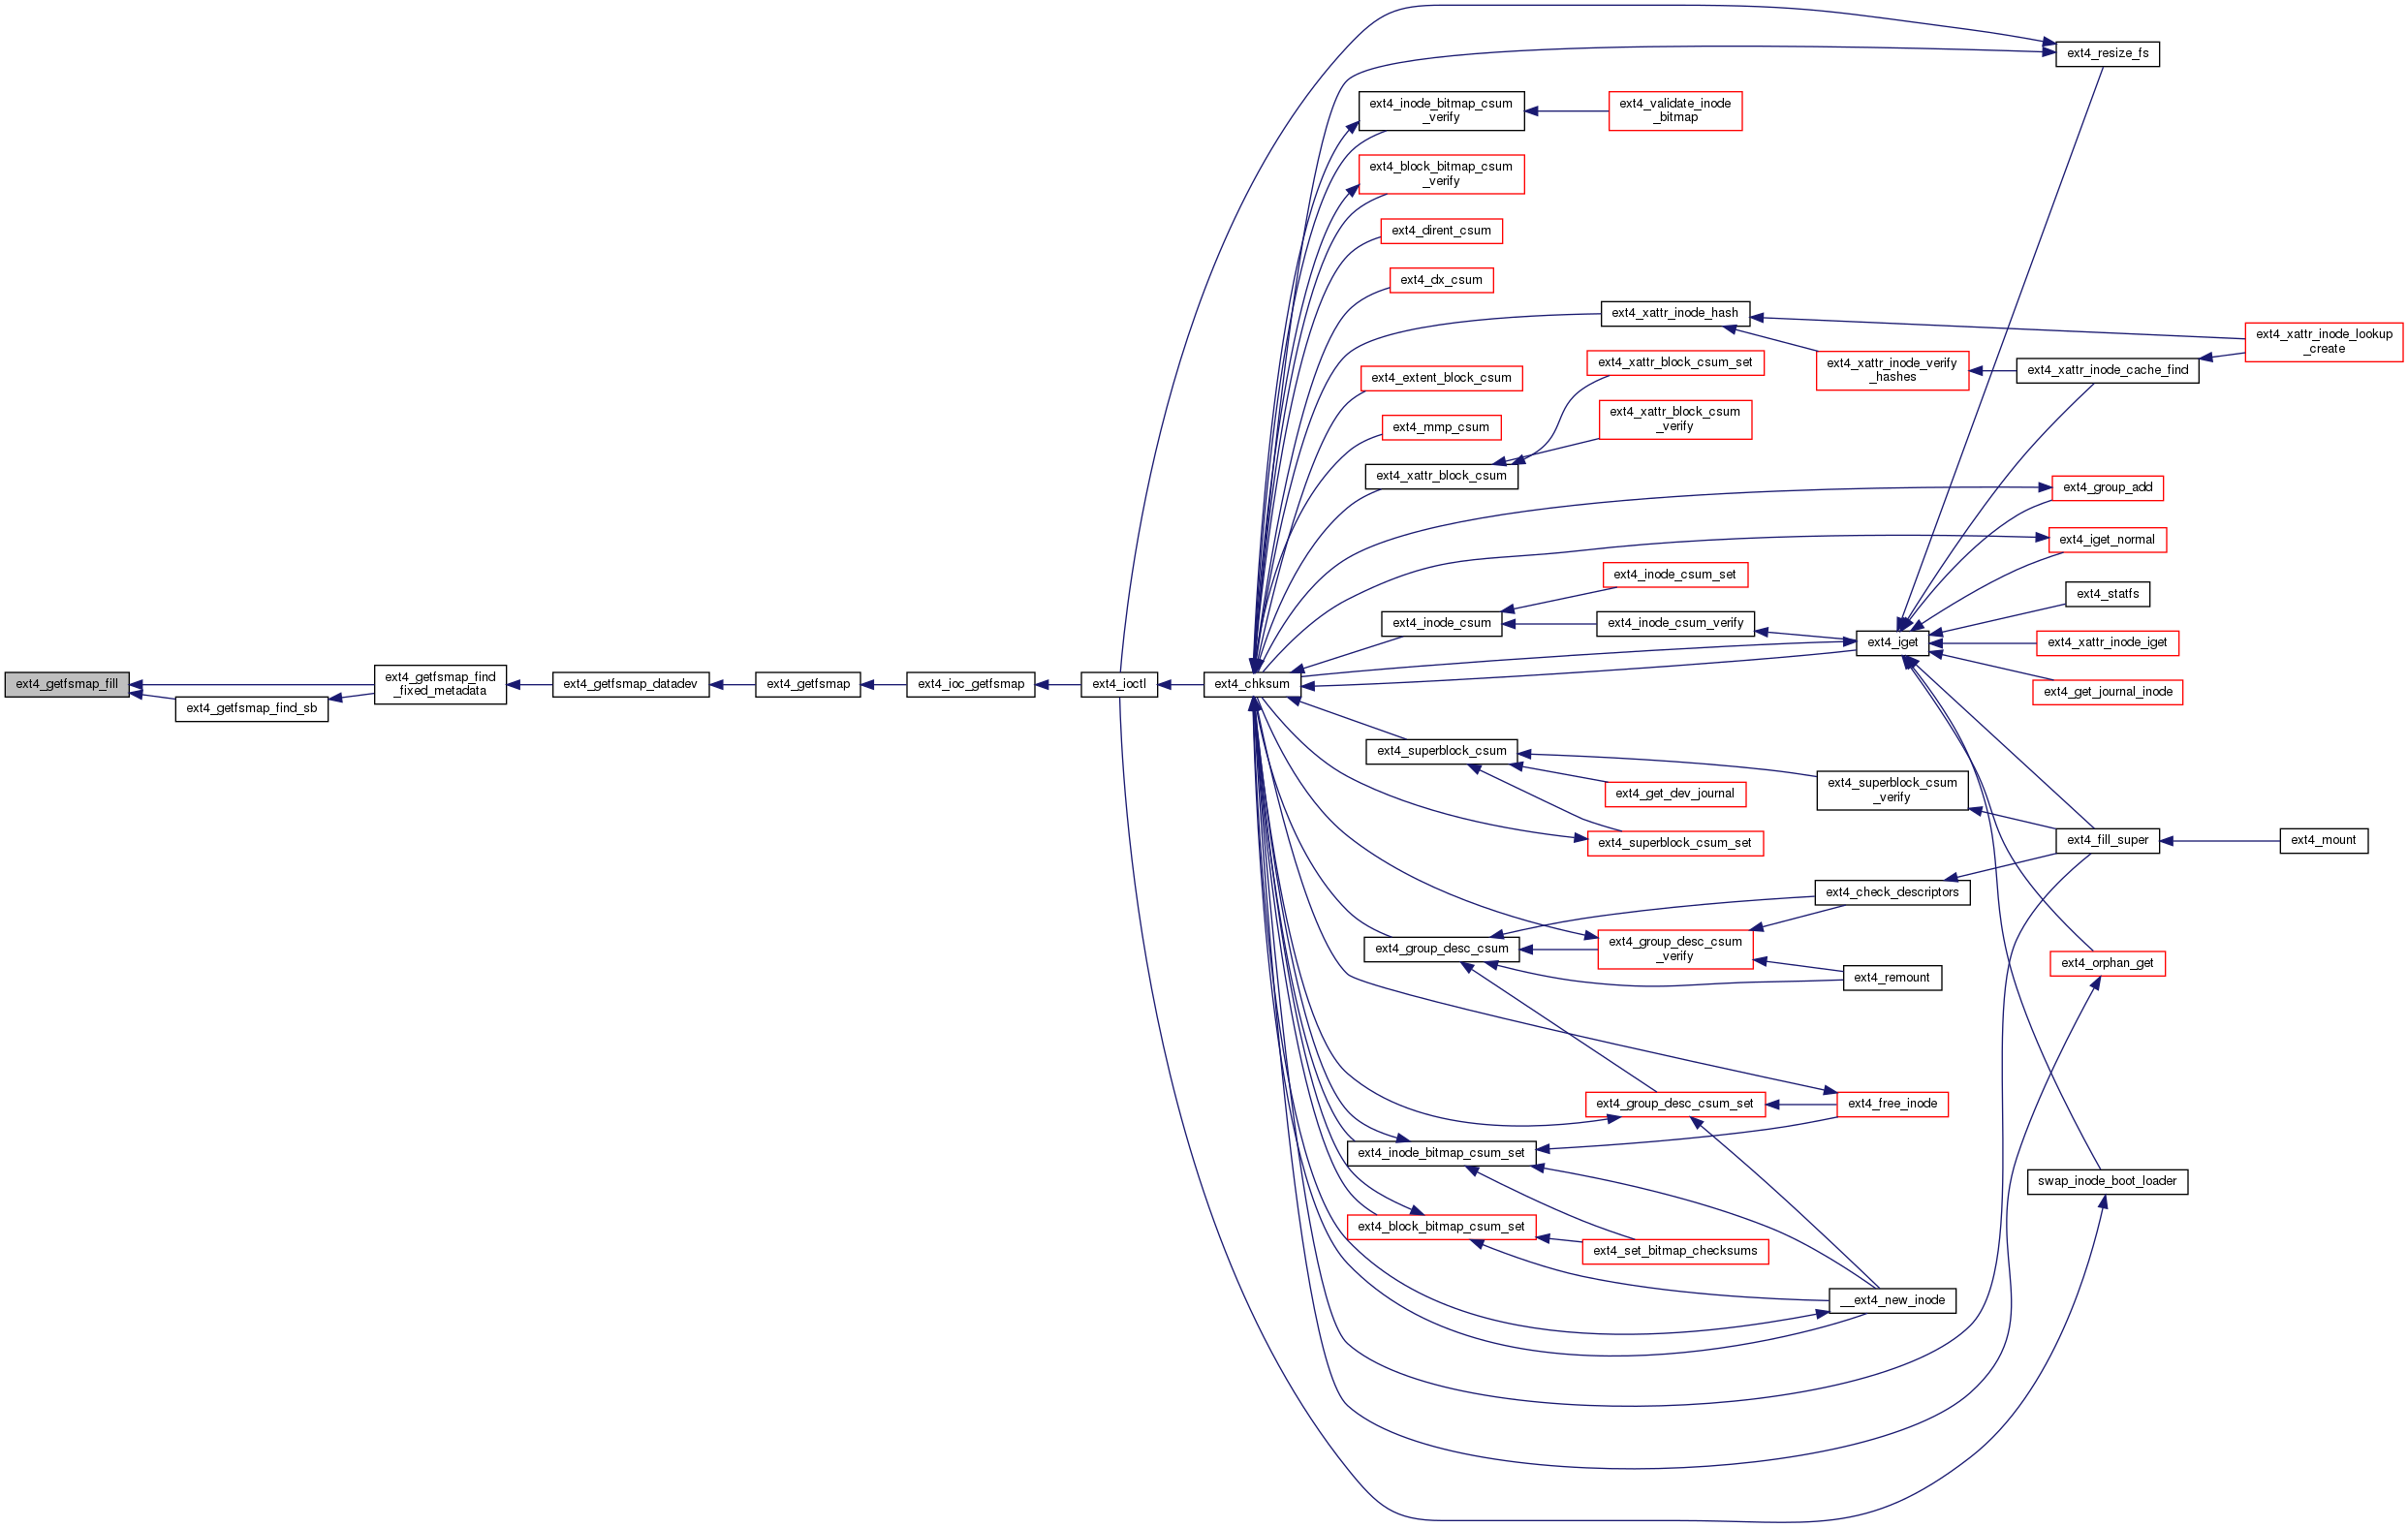 ext4_resize_fs
ext4_inode_bitmap_csum
_verify
ext4_validate_inode
_bitmap
ext4_block_bitmap_csum
_verify
ext4_dirent_csum
ext4_dx_csum
ext4_xattr_inode_hash
ext4_xattr_inode_lookup
_create
ext4_xattr_block_csum_set
ext4_xattr_inode_verify
_hashes
ext4_xattr_inode_cache_find
ext4_extent_block_csum
ext4_mmp_csum
ext4_xattr_block_csum
_verify
ext4_xattr_block_csum
ext4_group_add
ext4_iget_normal
ext4_inode_csum_set
ext4_statfs
ext4_inode_csum
ext4_inode_csum_verify
ext4_iget
ext4_xattr_inode_iget
ext4_getfsmap_fill
ext4_getfsmap_find_sb
ext4_getfsmap_find
_fixed_metadata
ext4_getfsmap_datadev
ext4_getfsmap
ext4_ioc_getfsmap
ext4_ioctl
ext4_chksum
ext4_get_journal_inode
ext4_superblock_csum
ext4_get_dev_journal
ext4_superblock_csum
_verify
ext4_superblock_csum_set
ext4_fill_super
ext4_mount
ext4_check_descriptors
ext4_group_desc_csum
ext4_group_desc_csum
_verify
ext4_remount
ext4_orphan_get
ext4_group_desc_csum_set
ext4_free_inode
ext4_inode_bitmap_csum_set
swap_inode_boot_loader
ext4_block_bitmap_csum_set
ext4_set_bitmap_checksums
__ext4_new_inode